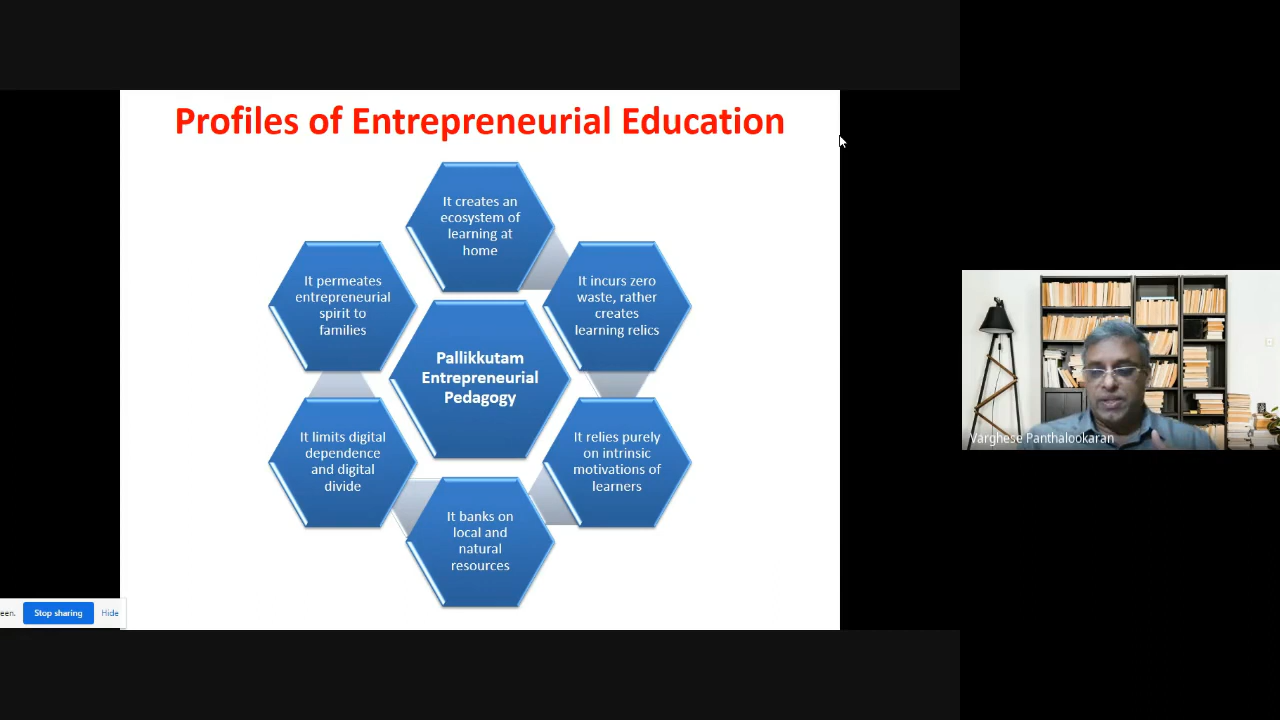 Profiles of Entrepreneurial Education
It creates an
ecosystem of
learning at
home
It incurs zero
waste, rather
creates
learning relics
It relies purely
on intrinsic
motivations of
learners
It banks on
local and
natural
resources
It limits digital
dependence
and digital
divide
It permeates
entrepreneurial
spirit to
families
Pallikkutam
Entrepreneurial
Pedagogy
Varghese Panthalookaran
een.
Stop sharing
Hide